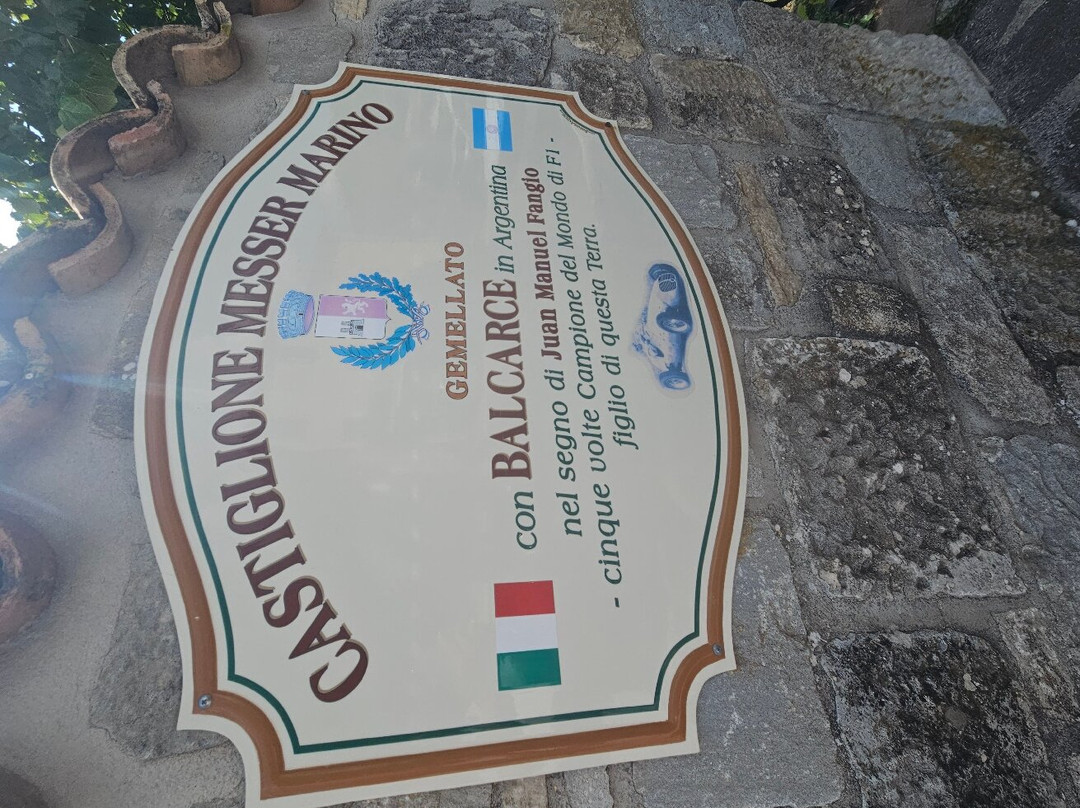 CASTIGLIONE MESSER MARINO
GEMELLATO
con BALCARCE in Argentina
nel segno di Juan Manuel Fangio
- cinque volte Campione del Mondo di F1 -
figlio di questa Terra.